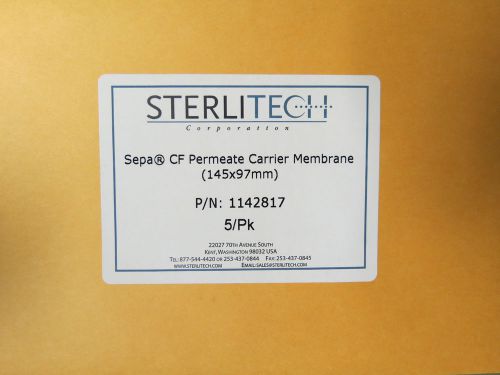 STERLITECH
Corporation
Sepa® CF Permeate Carrier Membrane
(145x97mm)
P/N: 1142817
5/Pk
22027 70TH AVENUE SOUTH
KENT, WASHINGTON 98032 USA
TEL: 877-544-4420 OR 253-437-0844 FAX: 253-437-0845
WWW.STERLITECH.COM EMAIL:SALES@STERLITECH.COM